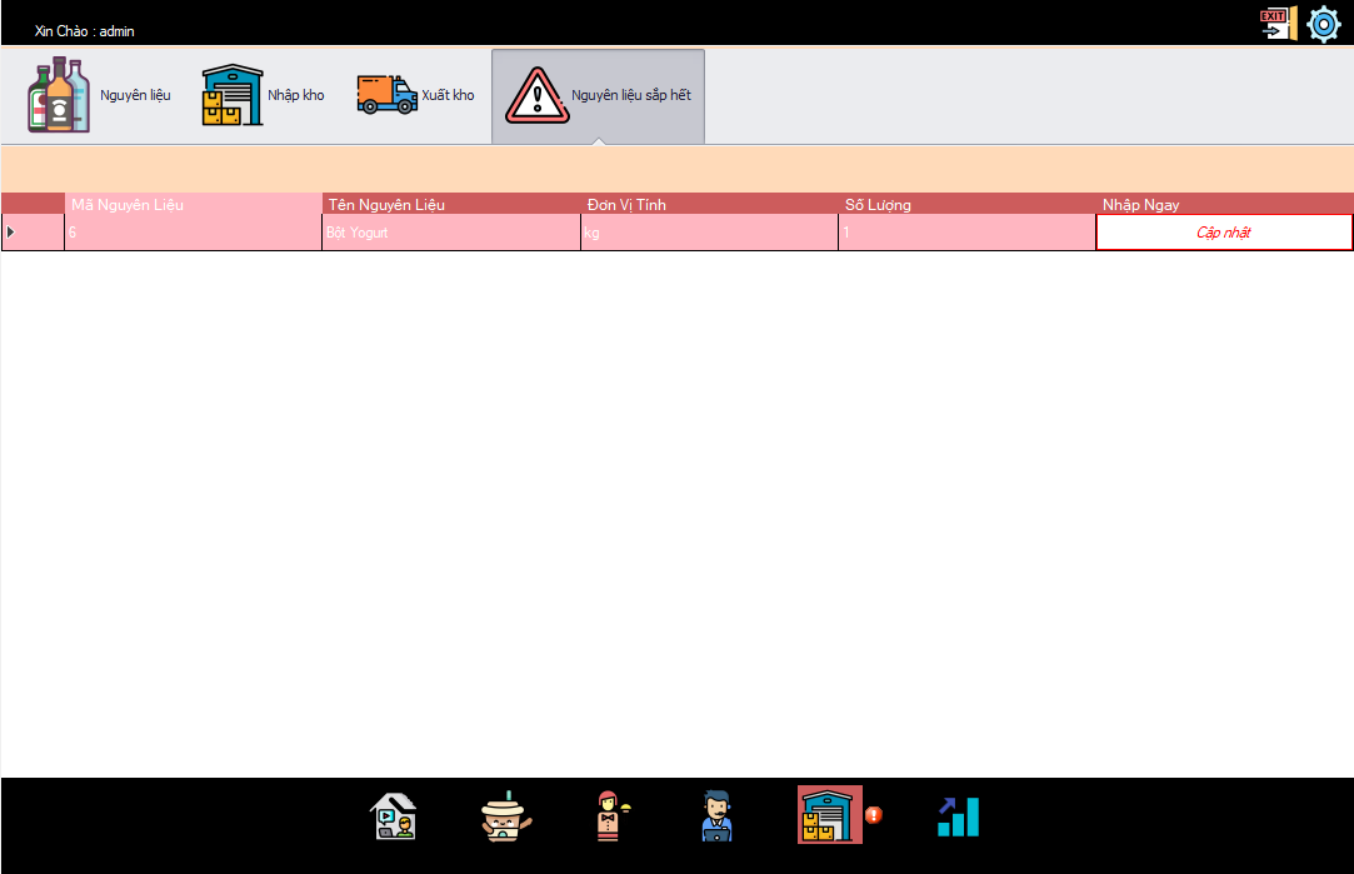 Xin Chào : admin
EXIT
Nguyên liệu
Nhập kho
Xuất kho
Nguyên liệu sắp hết
Mã Nguyên Liệu Tên Nguyên Liệu Đơn Vị Tính Số Lượng Nhập Ngay
6 Bột Yogurt kg 1 Cập nhật